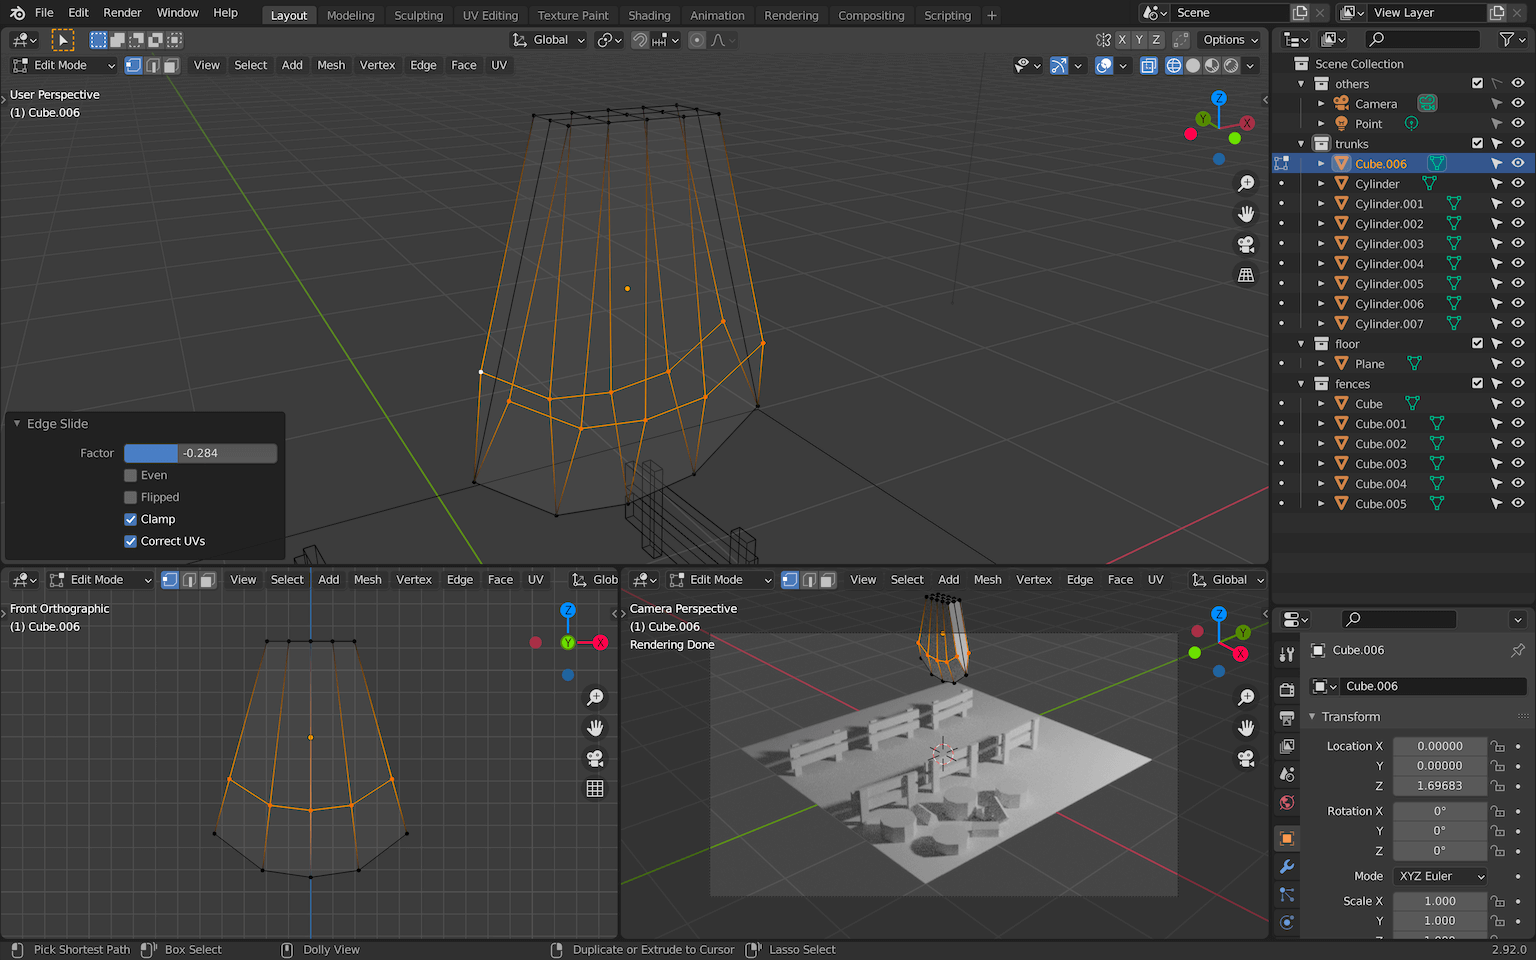 File Edit Render Window Help Layout Modeling Sculpting UV Editing Texture Paint Shading Animation Rendering Compositing Scripting + Scene View Layer
Global X Y Z Options
Edit Mode View Select Add Mesh Vertex Edge Face UV
User Perspective
(1) Cube.006
Z
Y
X
Edge Slide
Factor -0.284
Even
Flipped
Clamp
Correct UVs
Scene Collection
others
Camera
Point
trunks
Cube.006
Cylinder
Cylinder.001
Cylinder.002
Cylinder.003
Cylinder.004
Cylinder.005
Cylinder.006
Cylinder.007
floor
Plane
fences
Cube
Cube.001
Cube.002
Cube.003
Cube.004
Cube.005
Edit Mode View Select Add Mesh Vertex Edge Face UV Glob
Front Orthographic
(1) Cube.006
Z
Y
X
Edit Mode View Select Add Mesh Vertex Edge Face UV Global
Camera Perspective
(1) Cube.006
Rendering Done
Z
Y
X
Cube.006
Cube.006
Transform
Location X 0.00000
Y 0.00000
Z 1.69683
Rotation X 0°
Y 0°
Z 0°
Mode XYZ Euler
Scale X 1.000
Y 1.000
Pick Shortest Path Box Select Dolly View Duplicate or Extrude to Cursor Lasso Select 2.92.0